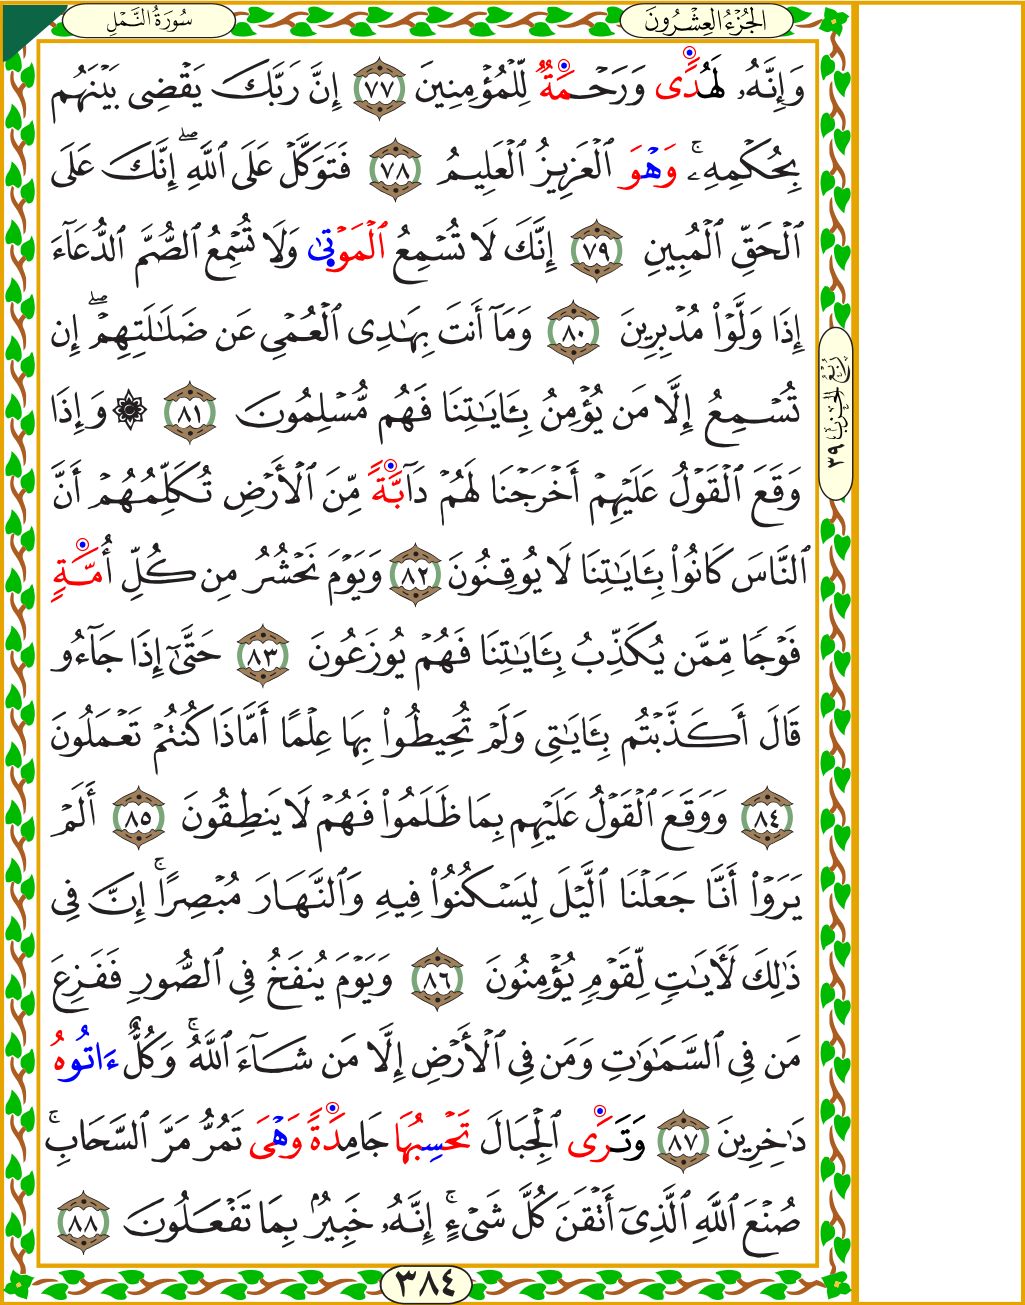 سُورَةُ النَّمْلِ
الجُزْءُ العِشْرُونَ
وَإِنَّهُۥ لَهُدٗى وَرَحۡمَةٞ لِّلۡمُؤۡمِنِينَ ٧٧ إِنَّ رَبَّكَ يَقۡضِي بَيۡنَهُم
بِحُكۡمِهِۦۚ وَهُوَ ٱلۡعَزِيزُ ٱلۡعَلِيمُ ٧٨ فَتَوَكَّلۡ عَلَى ٱللَّهِۖ إِنَّكَ عَلَى
ٱلۡحَقِّ ٱلۡمُبِينِ ٧٩ إِنَّكَ لَا تُسۡمِعُ ٱلۡمَوۡتَىٰ وَلَا تُسۡمِعُ ٱلصُّمَّ ٱلدُّعَآءَ
إِذَا وَلَّوۡاْ مُدۡبِرِينَ ٨٠ وَمَآ أَنتَ بِهَٰدِي ٱلۡعُمۡيِ عَن ضَلَٰلَتِهِمۡۖ إِن
تُسۡمِعُ إِلَّا مَن يُؤۡمِنُ بِـَٔايَٰتِنَا فَهُم مُّسۡلِمُونَ ٨١ ۞ وَإِذَا
وَقَعَ ٱلۡقَوۡلُ عَلَيۡهِمۡ أَخۡرَجۡنَا لَهُمۡ دَآبَّةٗ مِّنَ ٱلۡأَرۡضِ تُكَلِّمُهُمۡ أَنَّ
ٱلنَّاسَ كَانُواْ بِـَٔايَٰتِنَا لَا يُوقِنُونَ ٨٢ وَيَوۡمَ نَحۡشُرُ مِن كُلِّ أُمَّةٖ
فَوۡجٗا مِّمَّن يُكَذِّبُ بِـَٔايَٰتِنَا فَهُمۡ يُوزَعُونَ ٨٣ حَتَّىٰٓ إِذَا جَآءُو
قَالَ أَكَذَّبۡتُم بِـَٔايَٰتِي وَلَمۡ تُحِيطُواْ بِهَا عِلۡمًا أَمَّاذَا كُنتُمۡ تَعۡمَلُونَ
٨٤ وَوَقَعَ ٱلۡقَوۡلُ عَلَيۡهِم بِمَا ظَلَمُواْ فَهُمۡ لَا يَنطِقُونَ ٨٥ أَلَمۡ
يَرَوۡاْ أَنَّا جَعَلۡنَا ٱلَّيۡلَ لِيَسۡكُنُواْ فِيهِ وَٱلنَّهَارَ مُبۡصِرًاۚ إِنَّ فِي
ذَٰلِكَ لَأٓيَٰتٖ لِّقَوۡمٖ يُؤۡمِنُونَ ٨٦ وَيَوۡمَ يُنفَخُ فِي ٱلصُّورِ فَفَزِعَ
مَن فِي ٱلسَّمَٰوَٰتِ وَمَن فِي ٱلۡأَرۡضِ إِلَّا مَن شَآءَ ٱللَّهُۚ وَكُلٌّ ءَاتُوهُ
دَٰخِرِينَ ٨٧ وَتَرَى ٱلۡجِبَالَ تَحۡسِبُهَا جَامِدَةٗ وَهۡيَ تَمُرُّ مَرَّ ٱلسَّحَابِۚ
صُنۡعَ ٱللَّهِ ٱلَّذِيٓ أَتۡقَنَ كُلَّ شَيۡءٍۚ إِنَّهُۥ خَبِيرُۢ بِمَا تَفۡعَلُونَ ٨٨
رُبْعُ الحِزْبِ ٣٩
٣٨٤